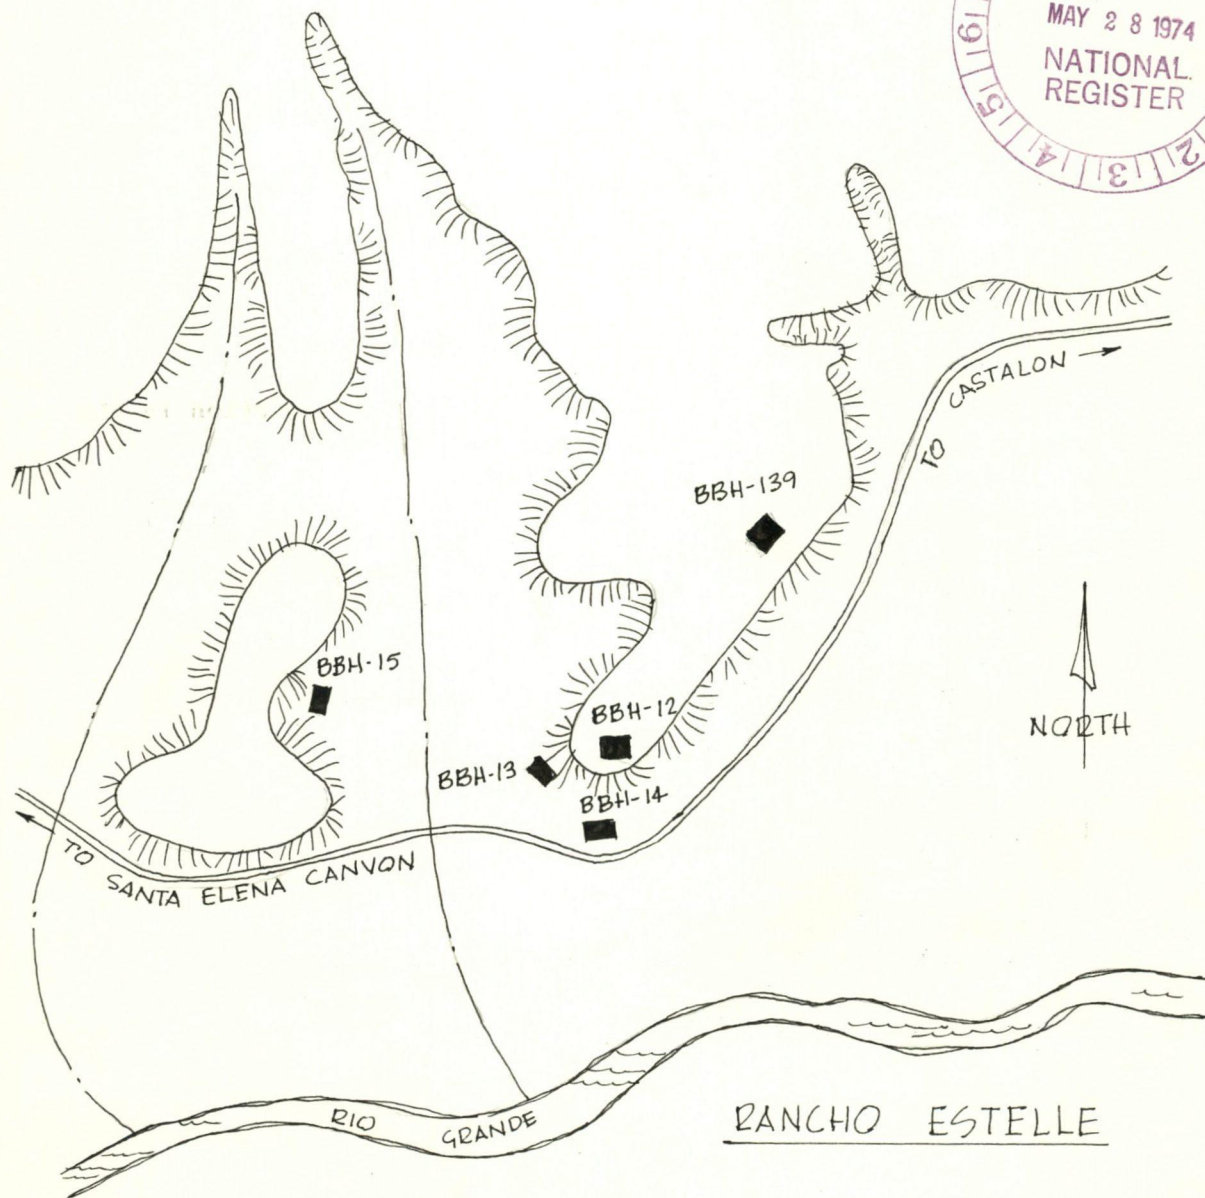 MAY 2 8 1974
NATIONAL
REGISTER
TO CASTALON
BBH-139
BBH-15
BBH-12
NORTH
BBH-13
BBH-14
TO SANTA ELENA CANYON
RIO GRANDE
RANCHO ESTELLE